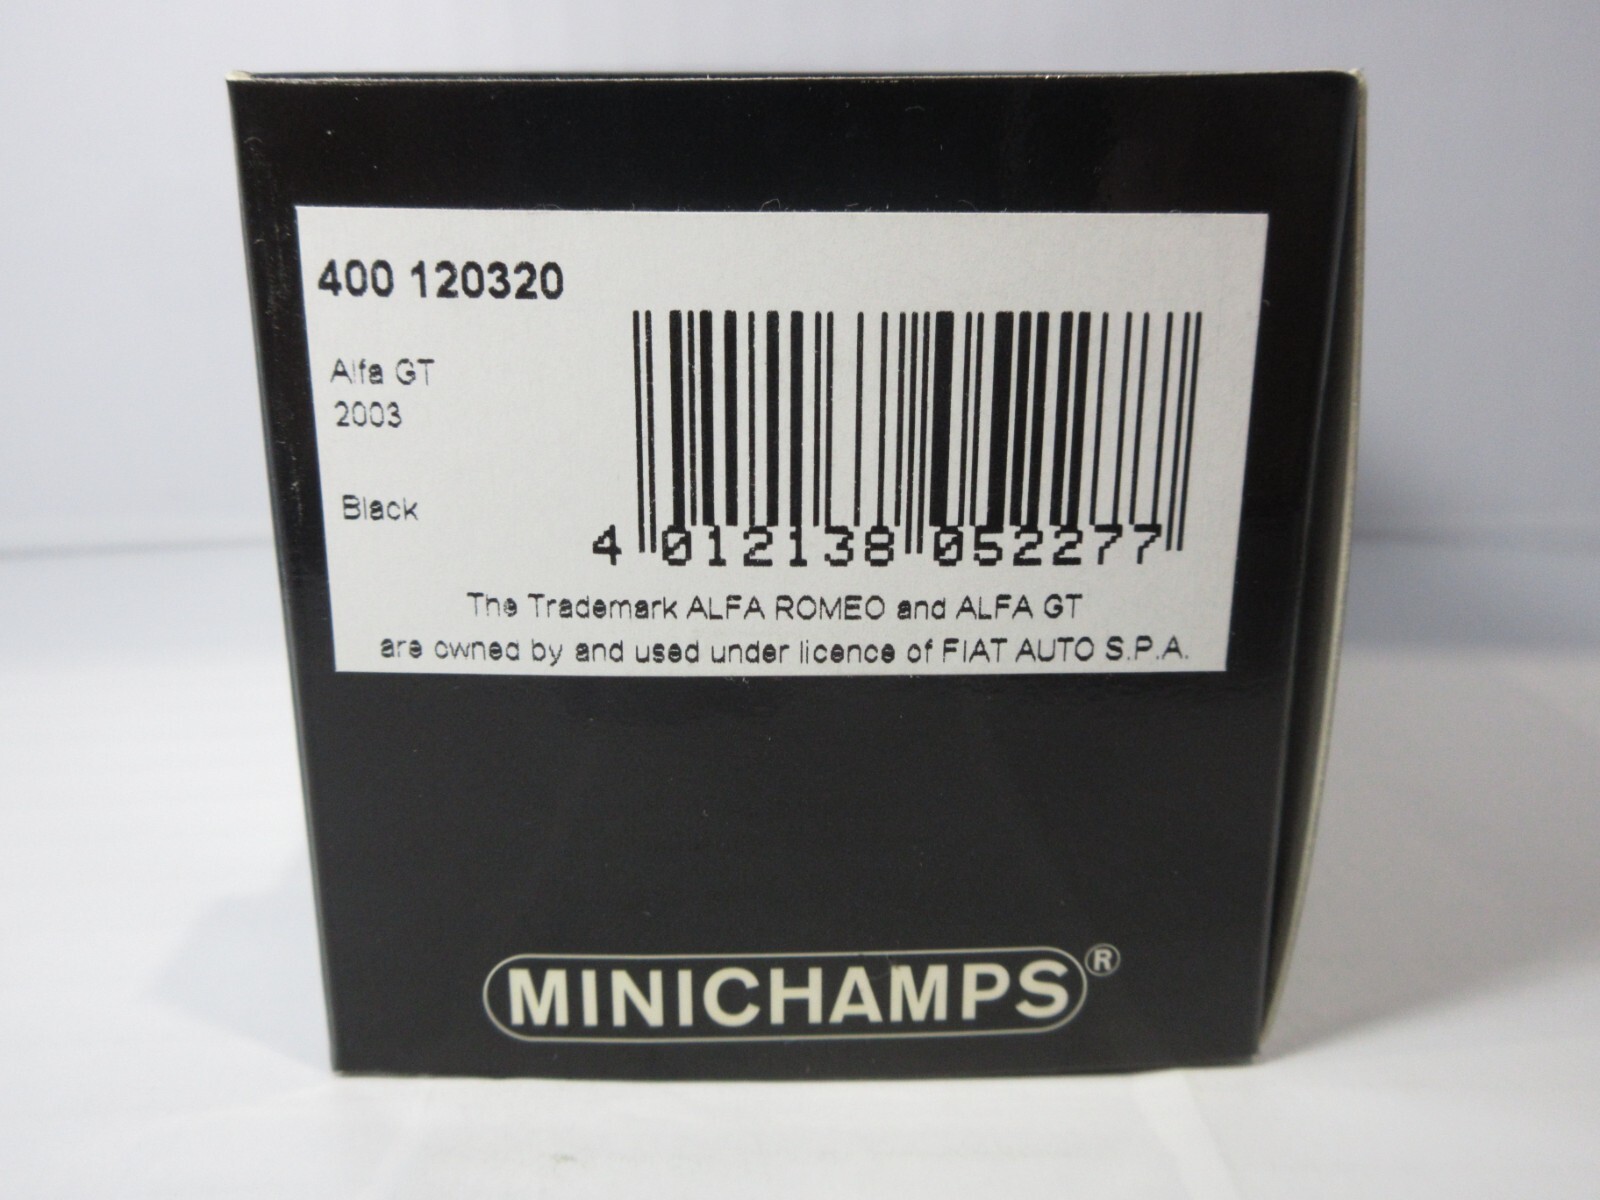 400 120320
Alfa GT
2003
Black
4 012138 052277
The Trademark ALFA ROMEO and ALFA GT
are owned by and used under licence of FIAT AUTO S.P.A.
MINICHAMPS®